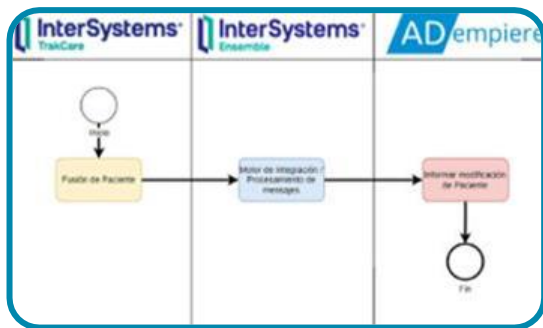 InterSystems
TrakCare
InterSystems
Ensemble
ADempiere
Inicio
Fusión de Paciente
Motor de Integración /
Procesamiento de
mensajes
Informar modificación
de Paciente
Fin